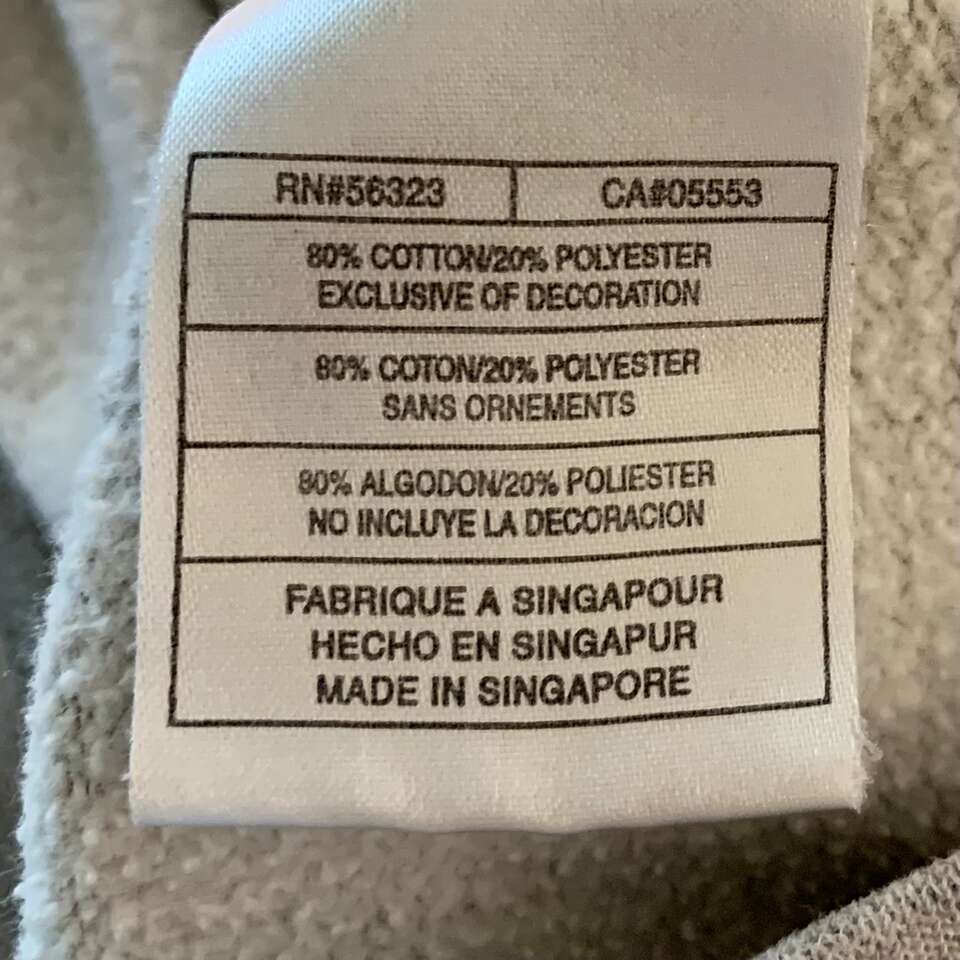 RN#56323 CA#05553
80% COTTON/20% POLYESTER
EXCLUSIVE OF DECORATION
80% COTON/20% POLYESTER
SANS ORNEMENTS
80% ALGODON/20% POLIESTER
NO INCLUYE LA DECORACION
FABRIQUE A SINGAPOUR
HECHO EN SINGAPUR
MADE IN SINGAPORE